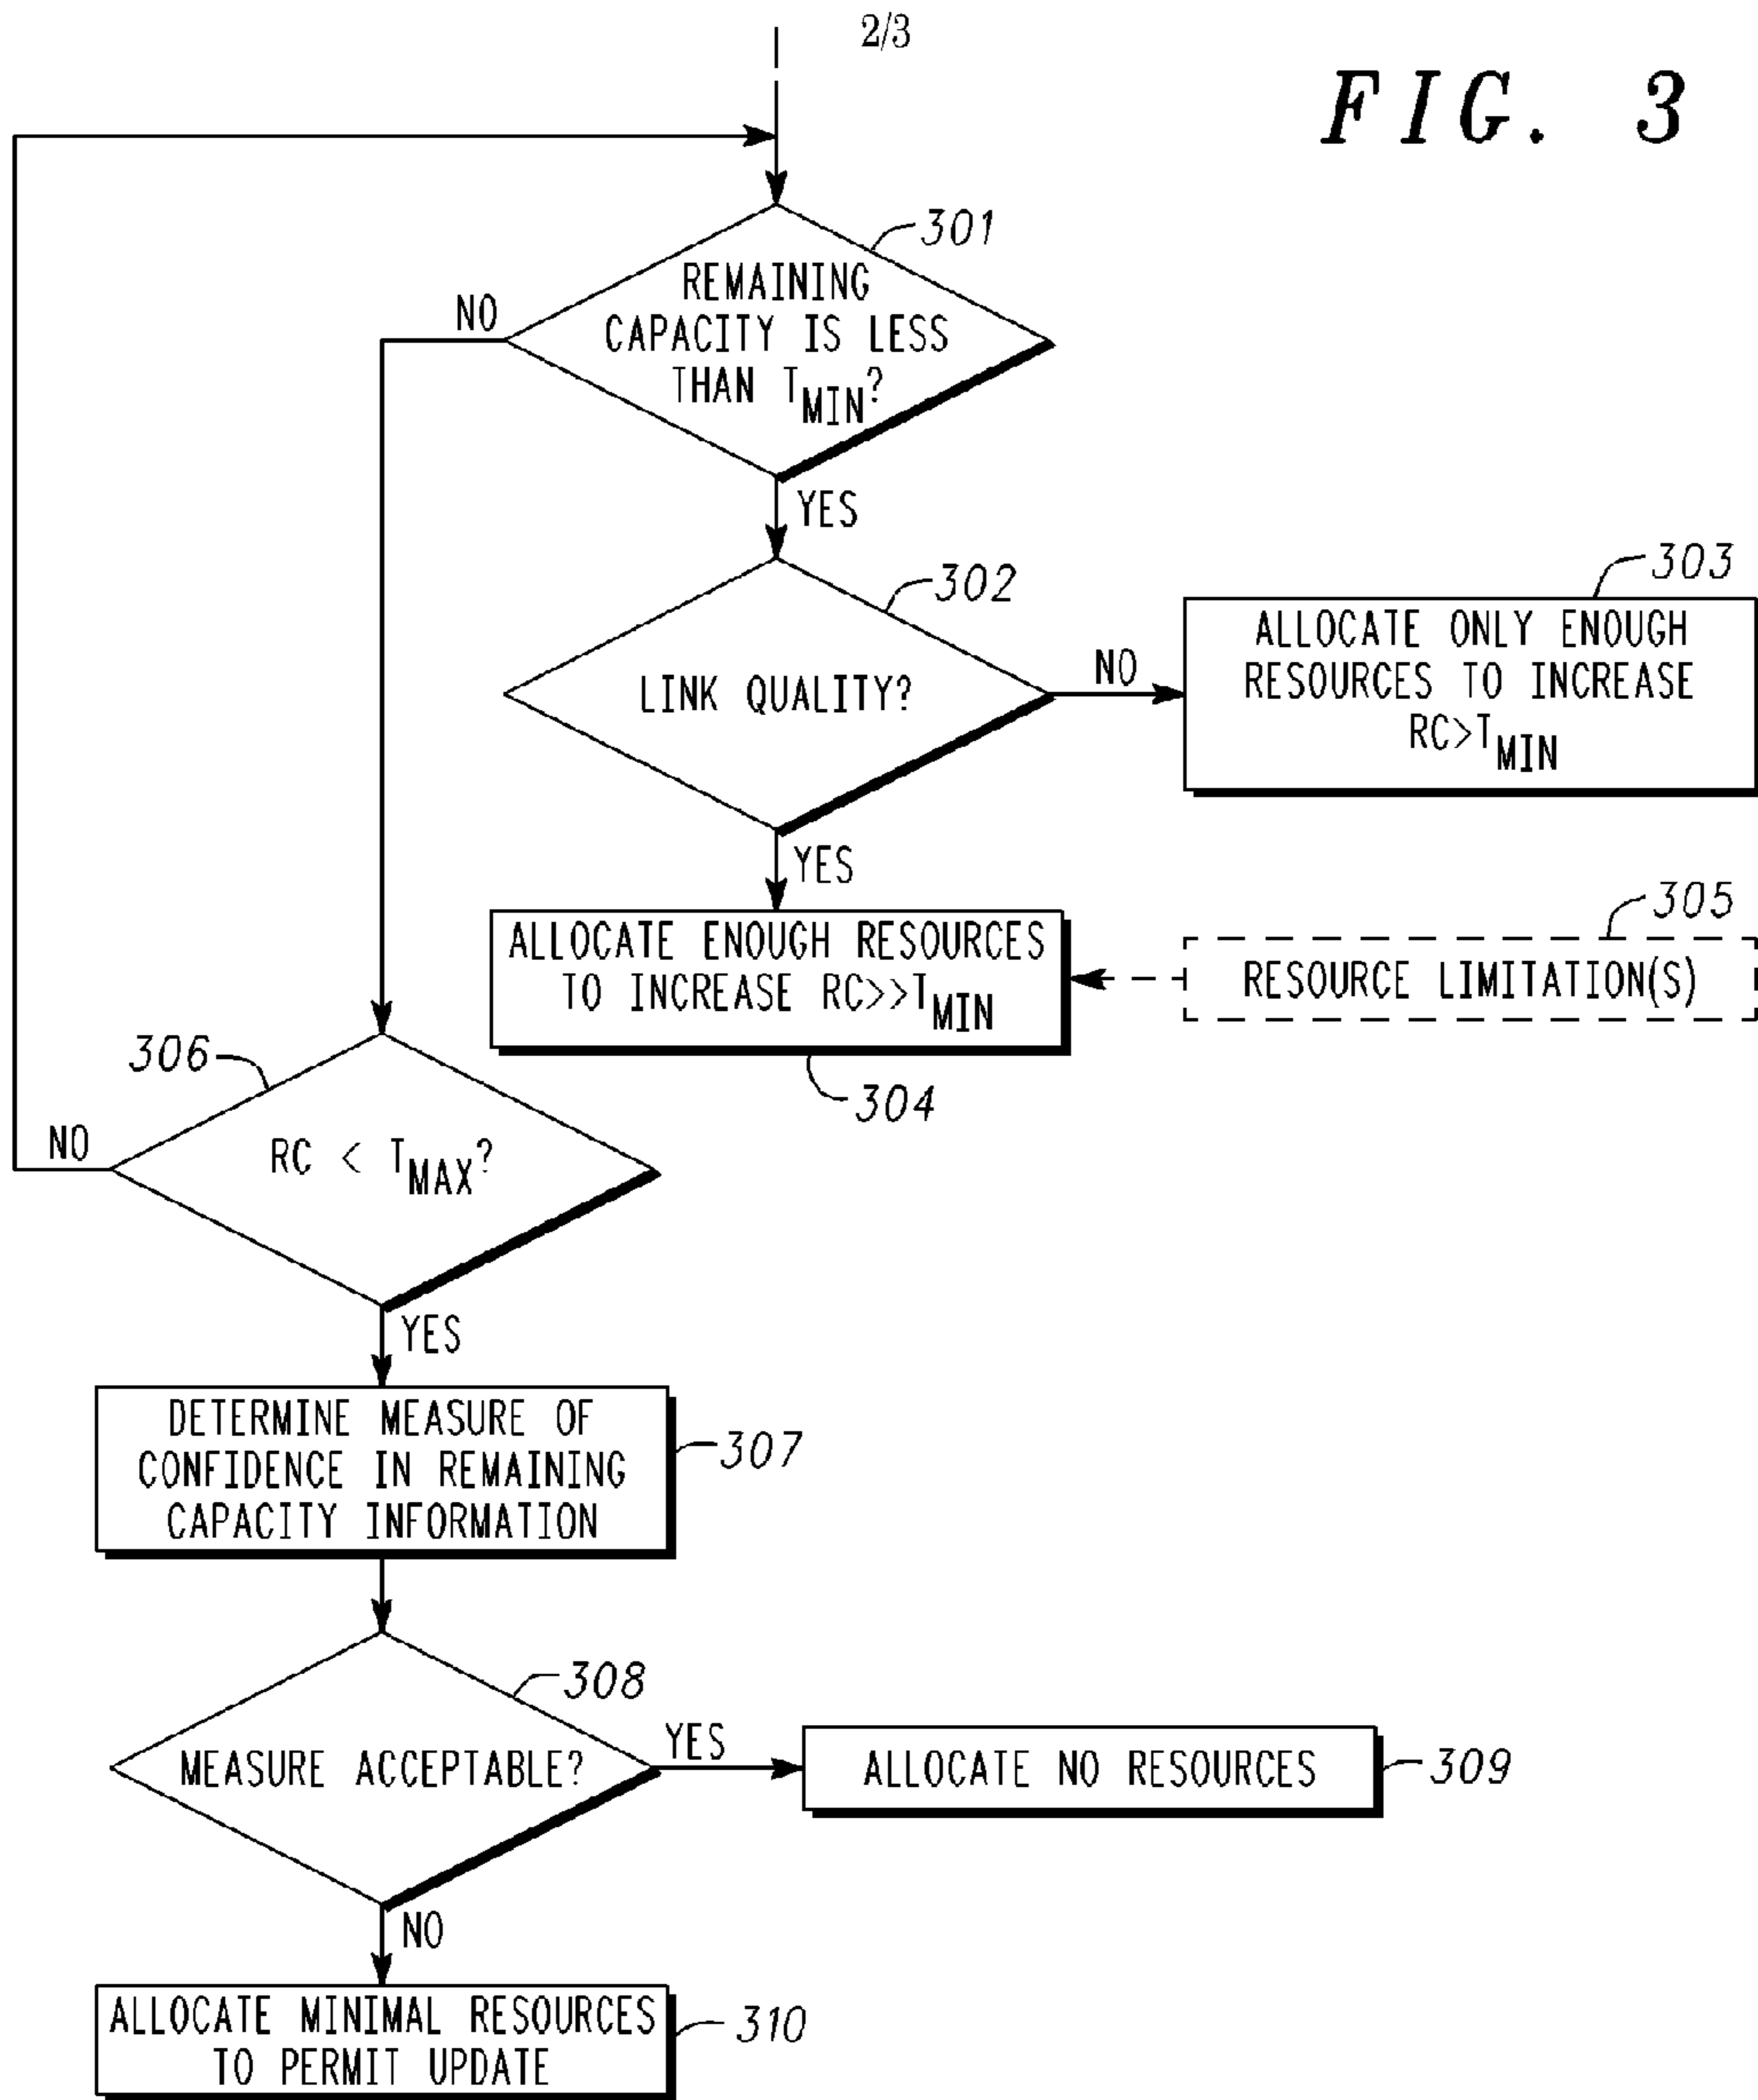 2/3
FIG. 3
301
REMAINING
CAPACITY IS LESS
THAN TMIN?
NO
YES
302
LINK QUALITY?
NO
303
ALLOCATE ONLY ENOUGH
RESOURCES TO INCREASE
RC>TMIN
YES
ALLOCATE ENOUGH RESOURCES
TO INCREASE RC>>TMIN
304
305
RESOURCE LIMITATION(S)
306
RC < TMAX?
NO
YES
DETERMINE MEASURE OF
CONFIDENCE IN REMAINING
CAPACITY INFORMATION
307
308
MEASURE ACCEPTABLE?
YES
ALLOCATE NO RESOURCES
309
NO
ALLOCATE MINIMAL RESOURCES
TO PERMIT UPDATE
310